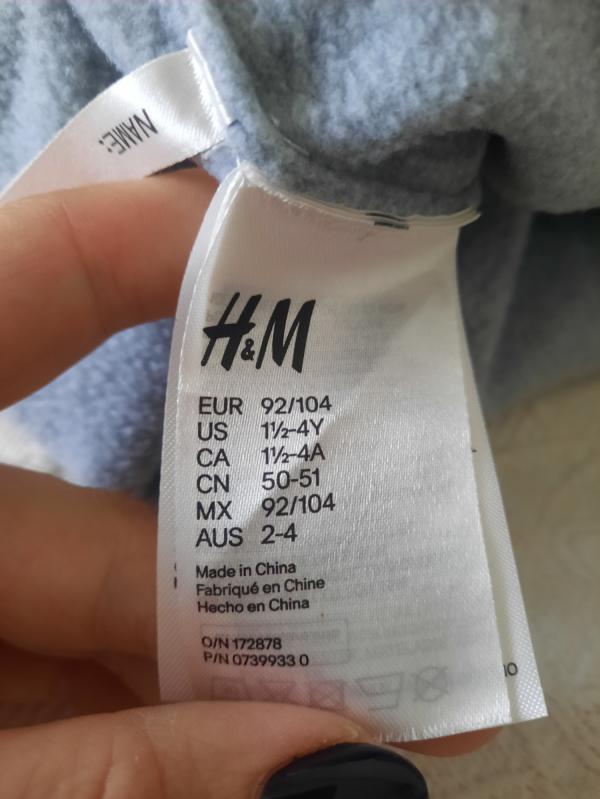 NAME:
H&M
EUR 92/104
US 1½-4Y
CA 1½-4A
CN 50-51
MX 92/104
AUS 2-4
Made in China
Fabriqué en Chine
Hecho en China
O/N 172878
P/N 0739933 0